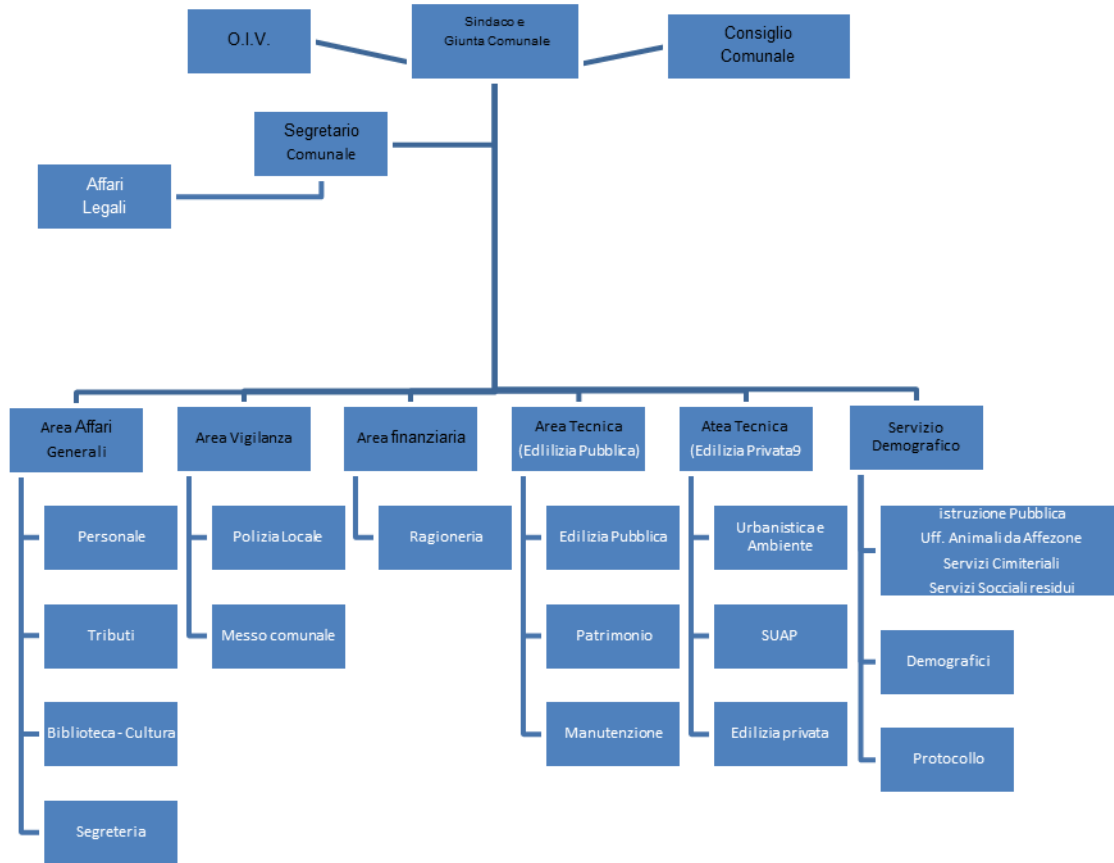 O.I.V.
Sindaco e
Giunta Comunale
Consiglio
Comunale
Segretario
Comunale
Affari
Legali
Area Affari
Generali
Area Vigilanza
Area finanziaria
Area Tecnica
(Edlilizia Pubblica)
Atea Tecnica
(Edilizia Privata9
Servizio
Demografico
Personale
Tributi
Biblioteca - Cultura
Segreteria
Polizia Locale
Messo comunale
Ragioneria
Edilizia Pubblica
Patrimonio
Manutenzione
Urbanistica e
Ambiente
SUAP
Edilizia privata
istruzione Pubblica
Uff. Animali da Affezone
Servizi Cimiteriali
Servizi Socciali residui
Demografici
Protocollo